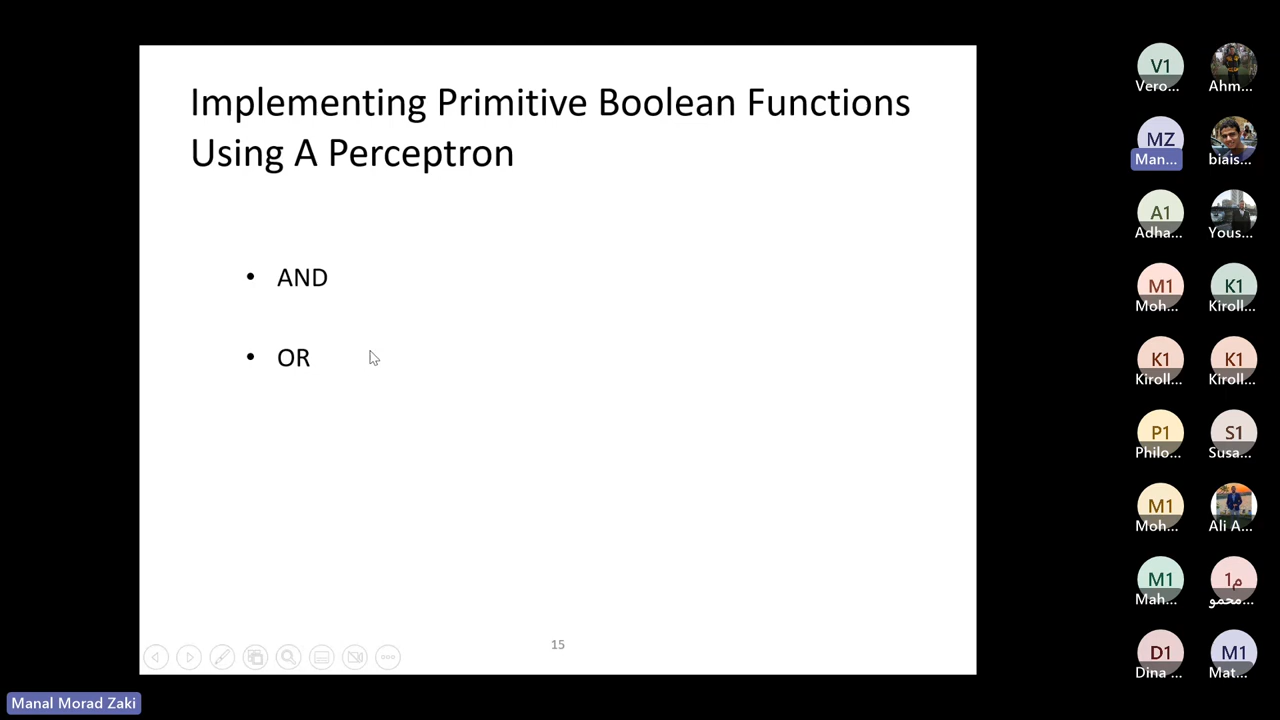 Implementing Primitive Boolean Functions
Using A Perceptron
• AND
• OR
15
Manal Morad Zaki
V1
Vero...
Ahm...
MZ
Man...
biais...
A1
Adha...
Yous...
M1
Moh...
K1
Kiroll...
K1
Kiroll...
K1
Kiroll...
P1
Philo...
S1
Susa...
M1
Moh...
Ali A...
M1
Mah...
م1
محمو...
D1
Dina ...
M1
Mat...